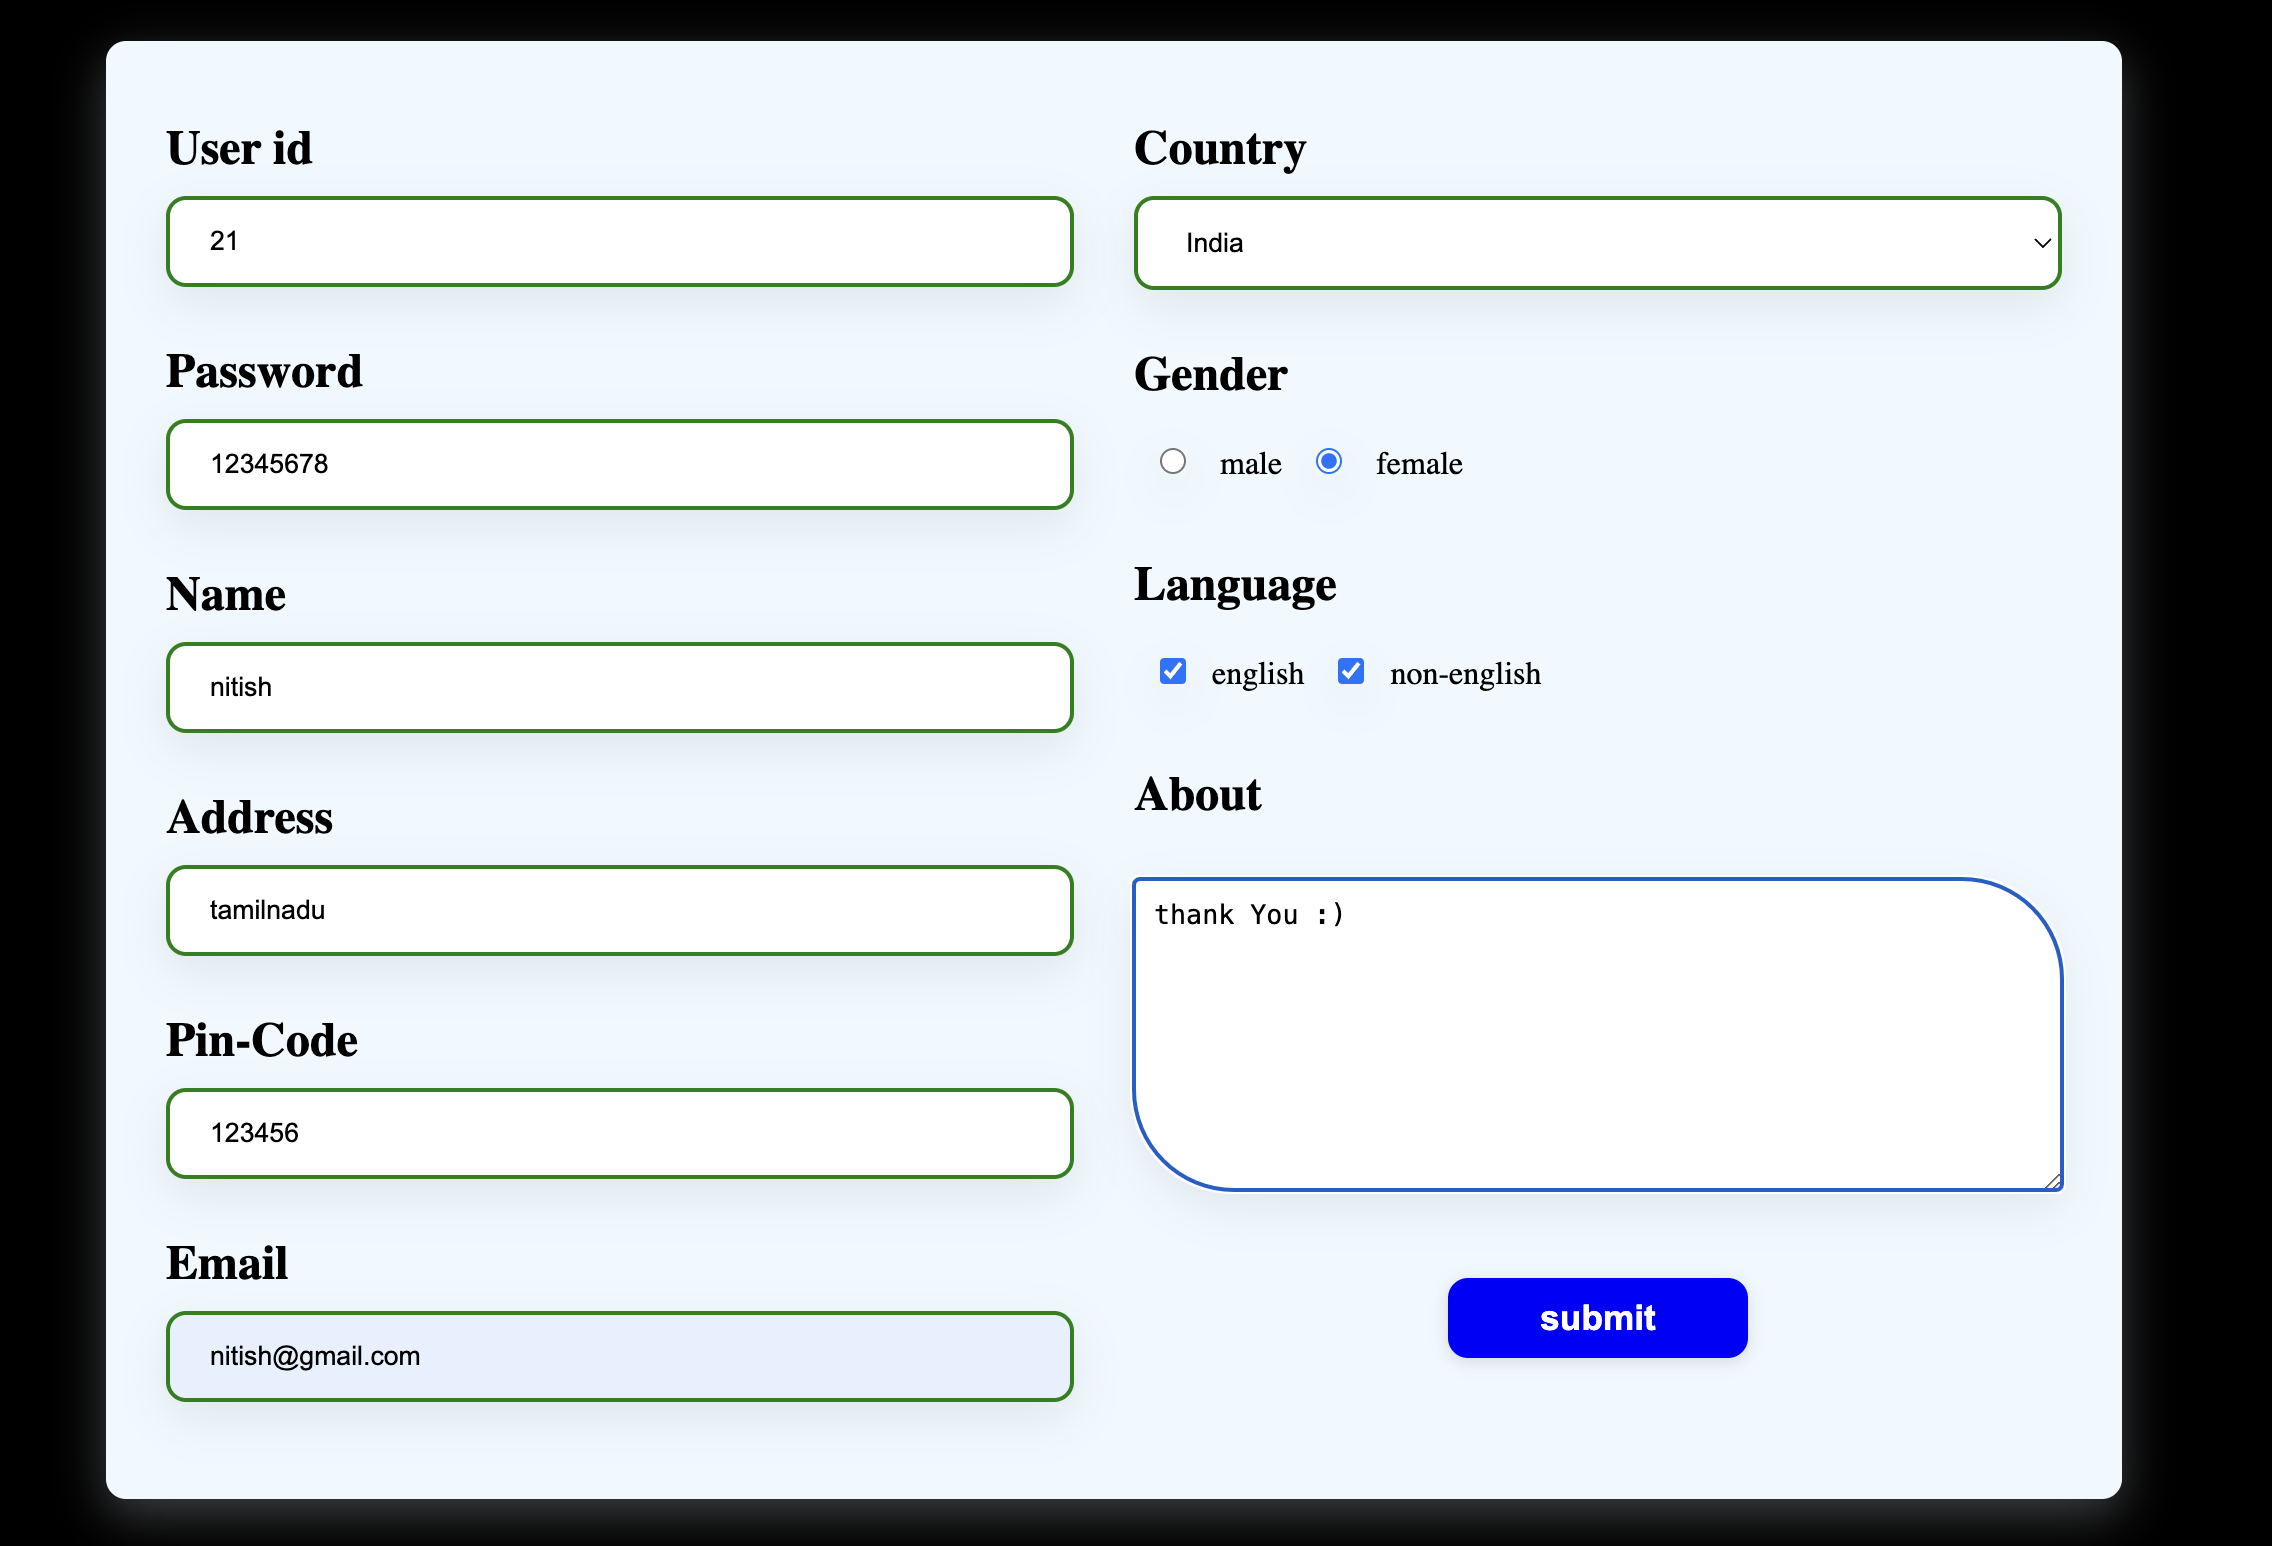 User id
21
Password
12345678
Name
nitish
Address
tamilnadu
Pin-Code
123456
Email
nitish@gmail.com
Country
India
Gender
male female
Language
english non-english
About
thank You :)
submit